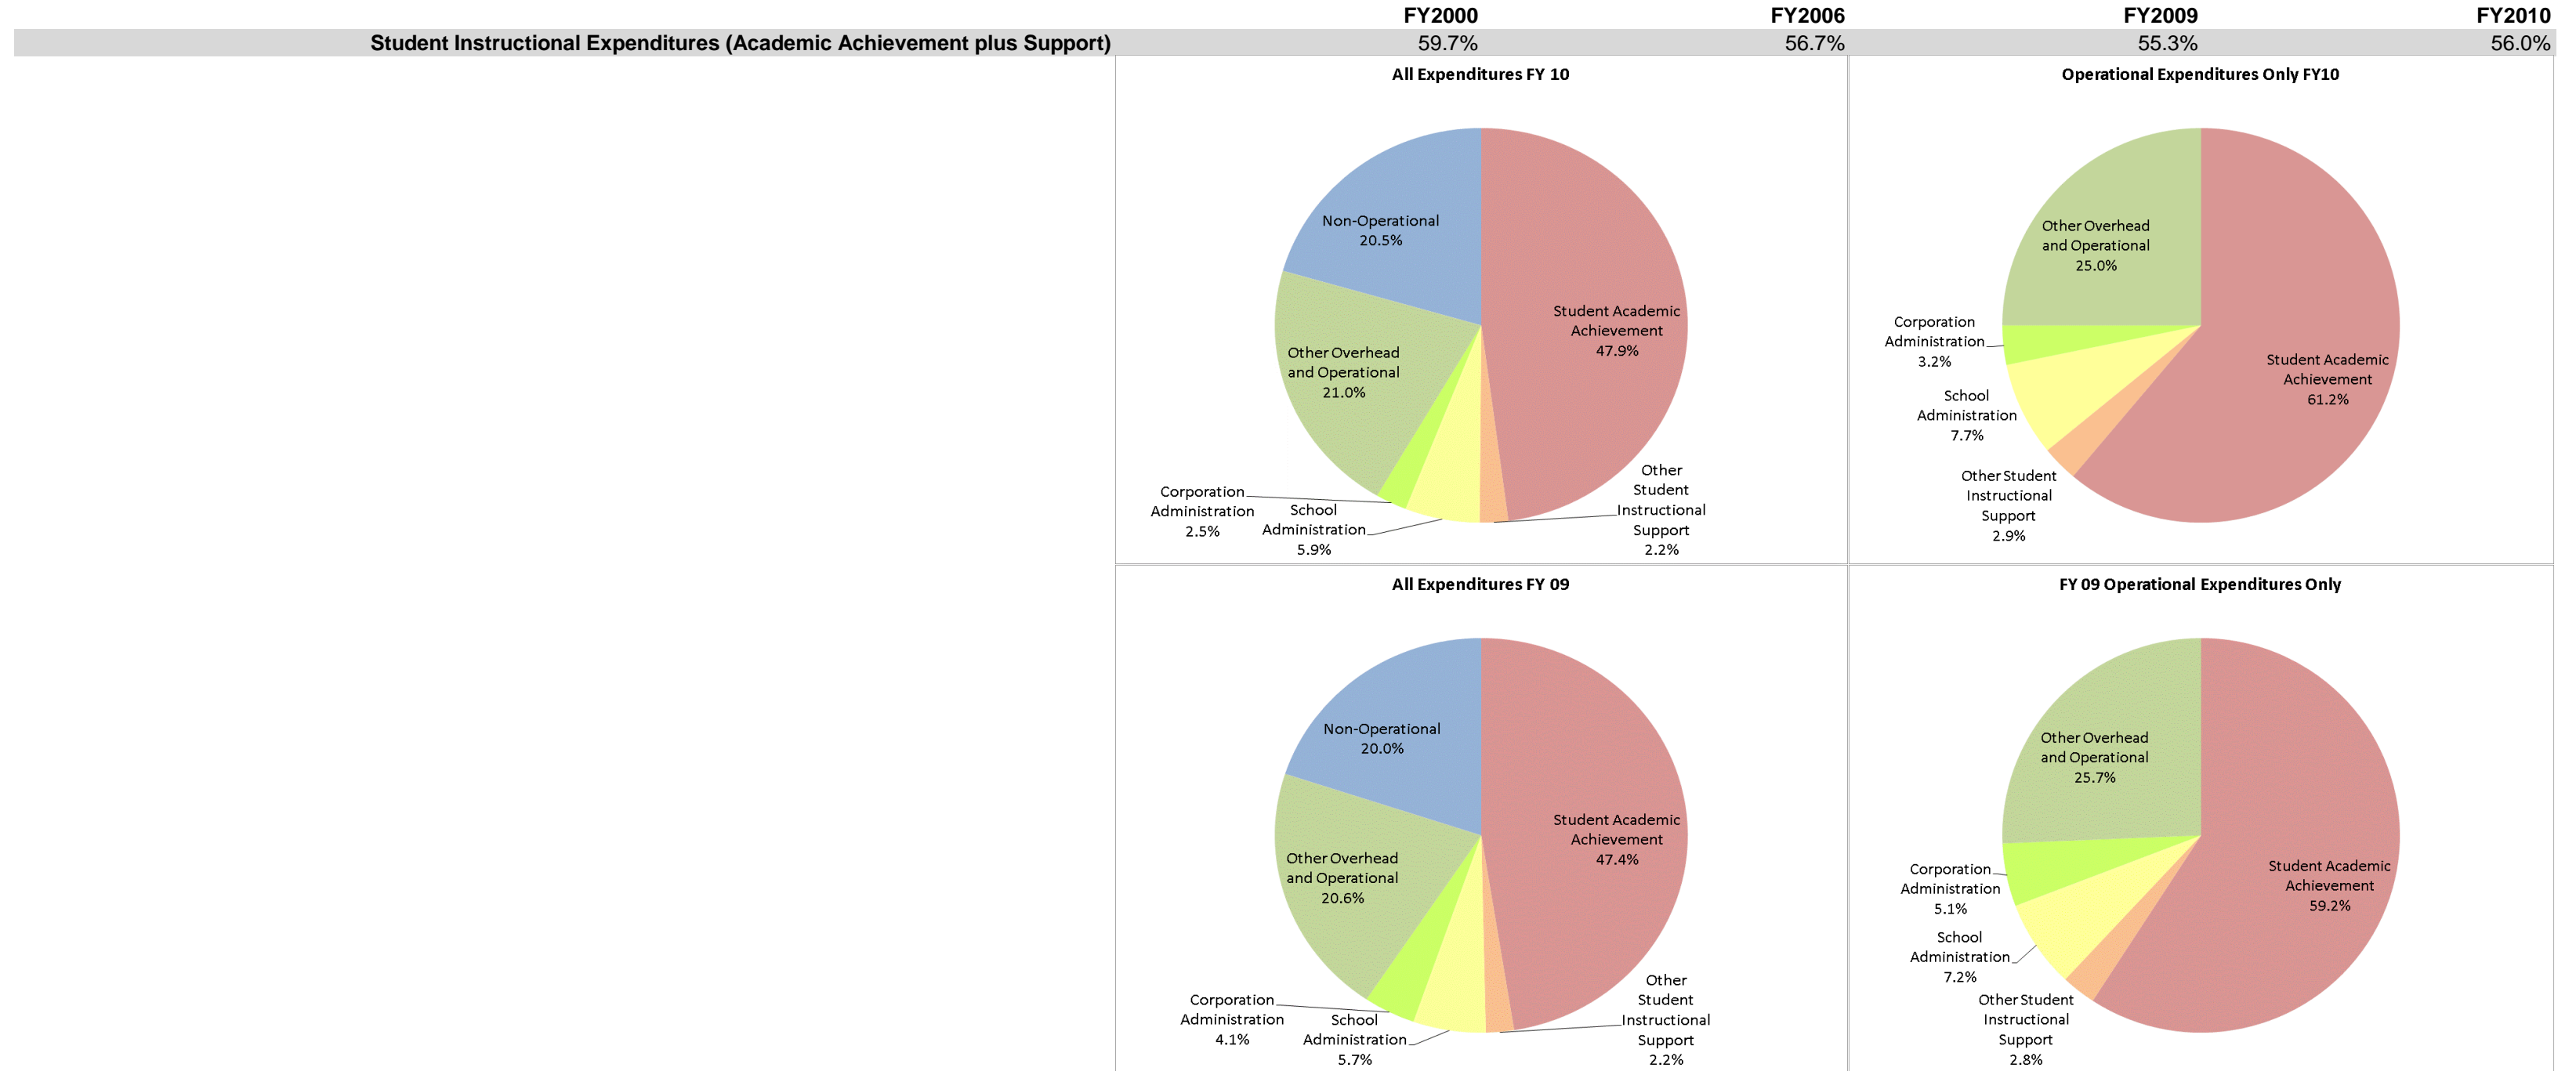 FY2000 FY2006 FY2009 FY2010
Student Instructional Expenditures (Academic Achievement plus Support) 59.7% 56.7% 55.3% 56.0%
All Expenditures FY 10
Non-Operational
20.5%
Student Academic
Achievement
47.9%
Other Overhead
and Operational
21.0%
Corporation
Administration
2.5%
School
Administration
5.9%
Other
Student
Instructional
Support
2.2%
Operational Expenditures Only FY10
Other Overhead
and Operational
25.0%
Corporation
Administration
3.2%
Student Academic
Achievement
61.2%
School
Administration
7.7%
Other Student
Instructional
Support
2.9%
All Expenditures FY 09
Non-Operational
20.0%
Student Academic
Achievement
47.4%
Other Overhead
and Operational
20.6%
Corporation
Administration
4.1%
School
Administration
5.7%
Other
Student
Instructional
Support
2.2%
FY 09 Operational Expenditures Only
Other Overhead
and Operational
25.7%
Corporation
Administration
5.1%
Student Academic
Achievement
59.2%
School
Administration
7.2%
Other Student
Instructional
Support
2.8%